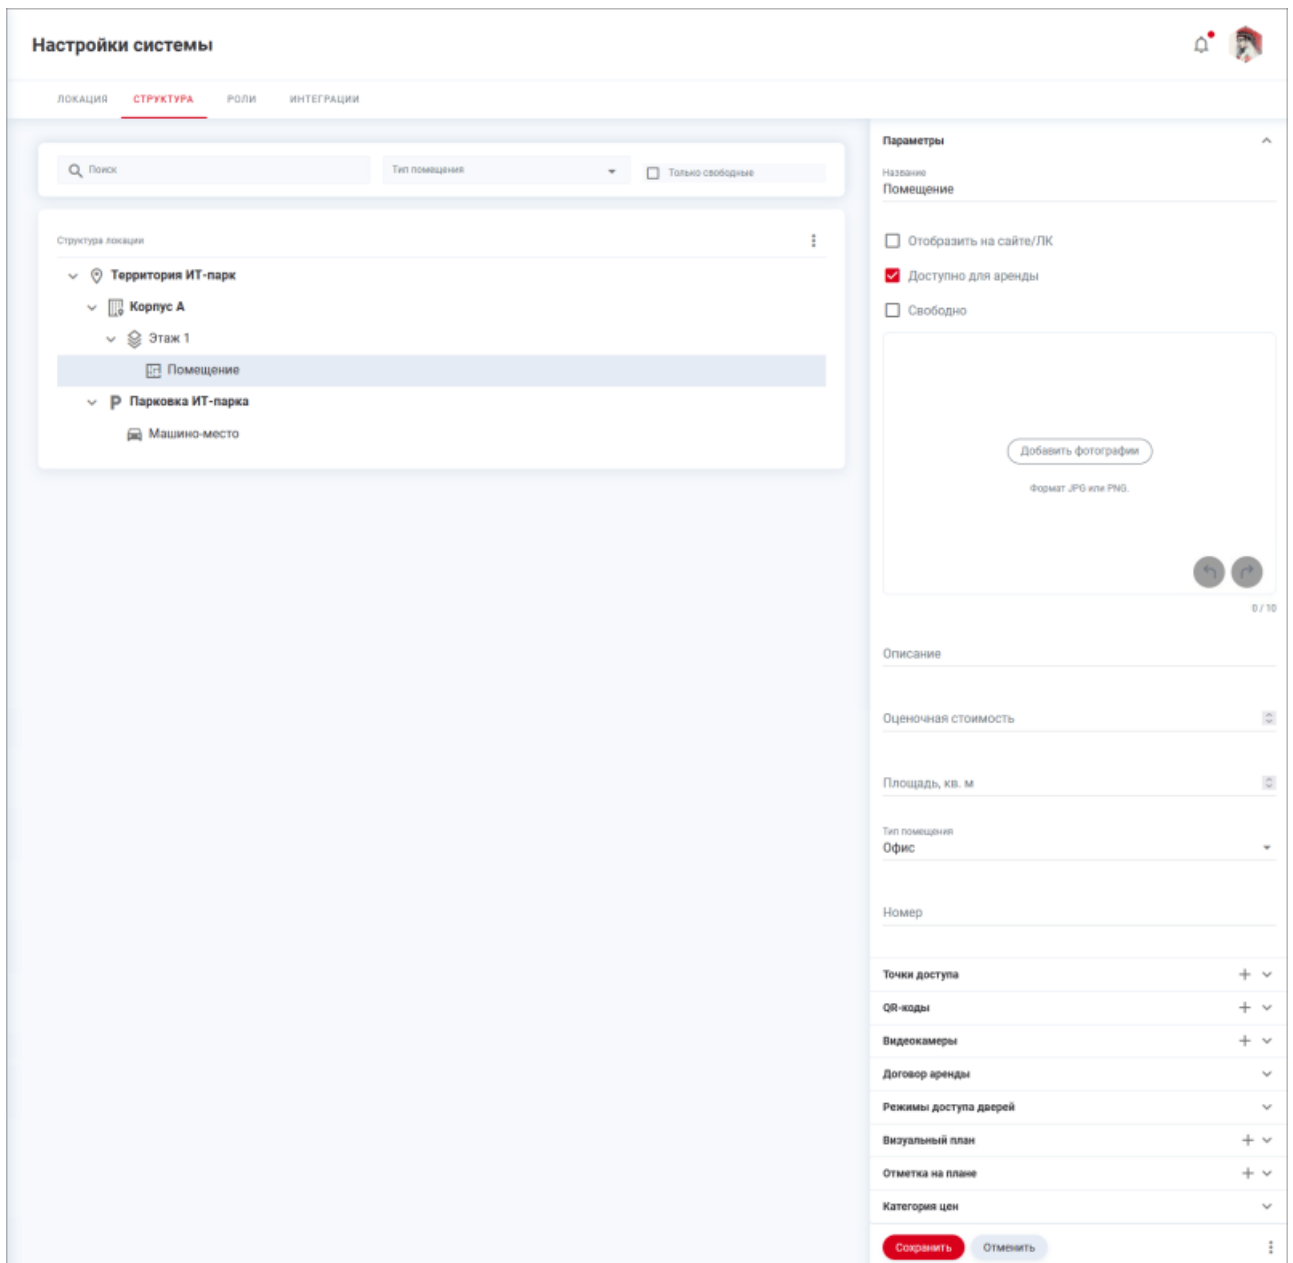 Настройки системы
ЛОКАЦИЯ СТРУКТУРА РОЛИ ИНТЕГРАЦИИ
Поиск
Тип помещения
Только свободные
Структура локации
Территория ИТ-парк
Корпус А
Этаж 1
Помещение
P Парковка ИТ-парка
Машино-место
Параметры
Название
Помещение
Отобразить на сайте/ЛК
Доступно для аренды
Свободно
Добавить фотографии
Формат JPG или PNG.
0 / 10
Описание
Оценочная стоимость
Площадь, кв. м
Тип помещения
Офис
Номер
Точки доступа
QR-коды
Видеокамеры
Договор аренды
Режимы доступа дверей
Визуальный план
Отметка на плане
Категория цен
Сохранить Отменить